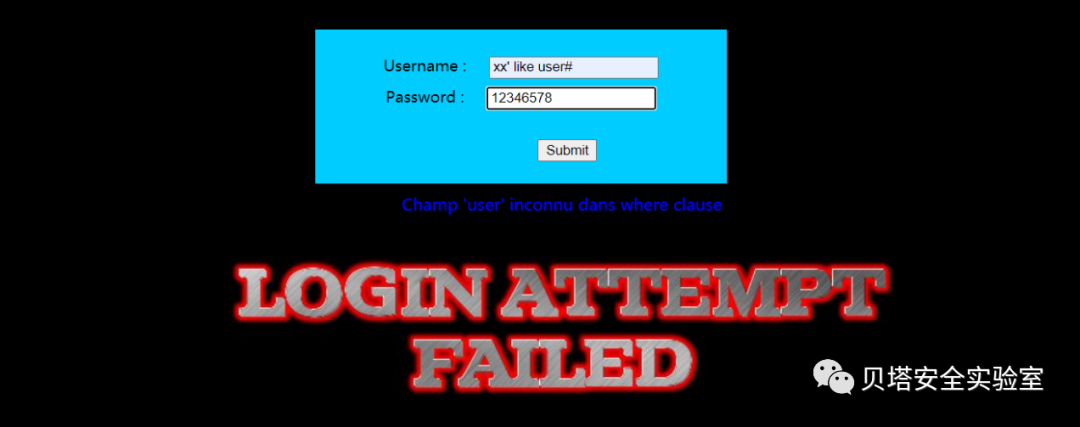 Username : xx' like user#
Password : 12346578
Submit
Champ 'user' inconnu dans where clause
LOGIN ATTEMPT
FAILED
贝塔安全实验室